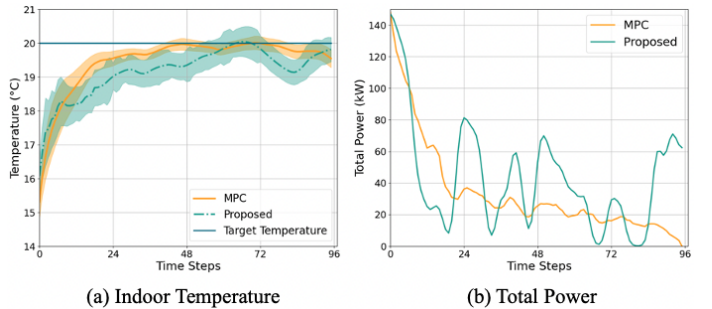 21
20
19
18
17
16
15
14
Temperature (°C)
MPC
Proposed
Target Temperature
0
24
48
72
96
Time Steps
(a) Indoor Temperature
140
120
100
80
60
40
20
0
Total Power (kW)
MPC
Proposed
0
24
48
72
96
Time Steps
(b) Total Power